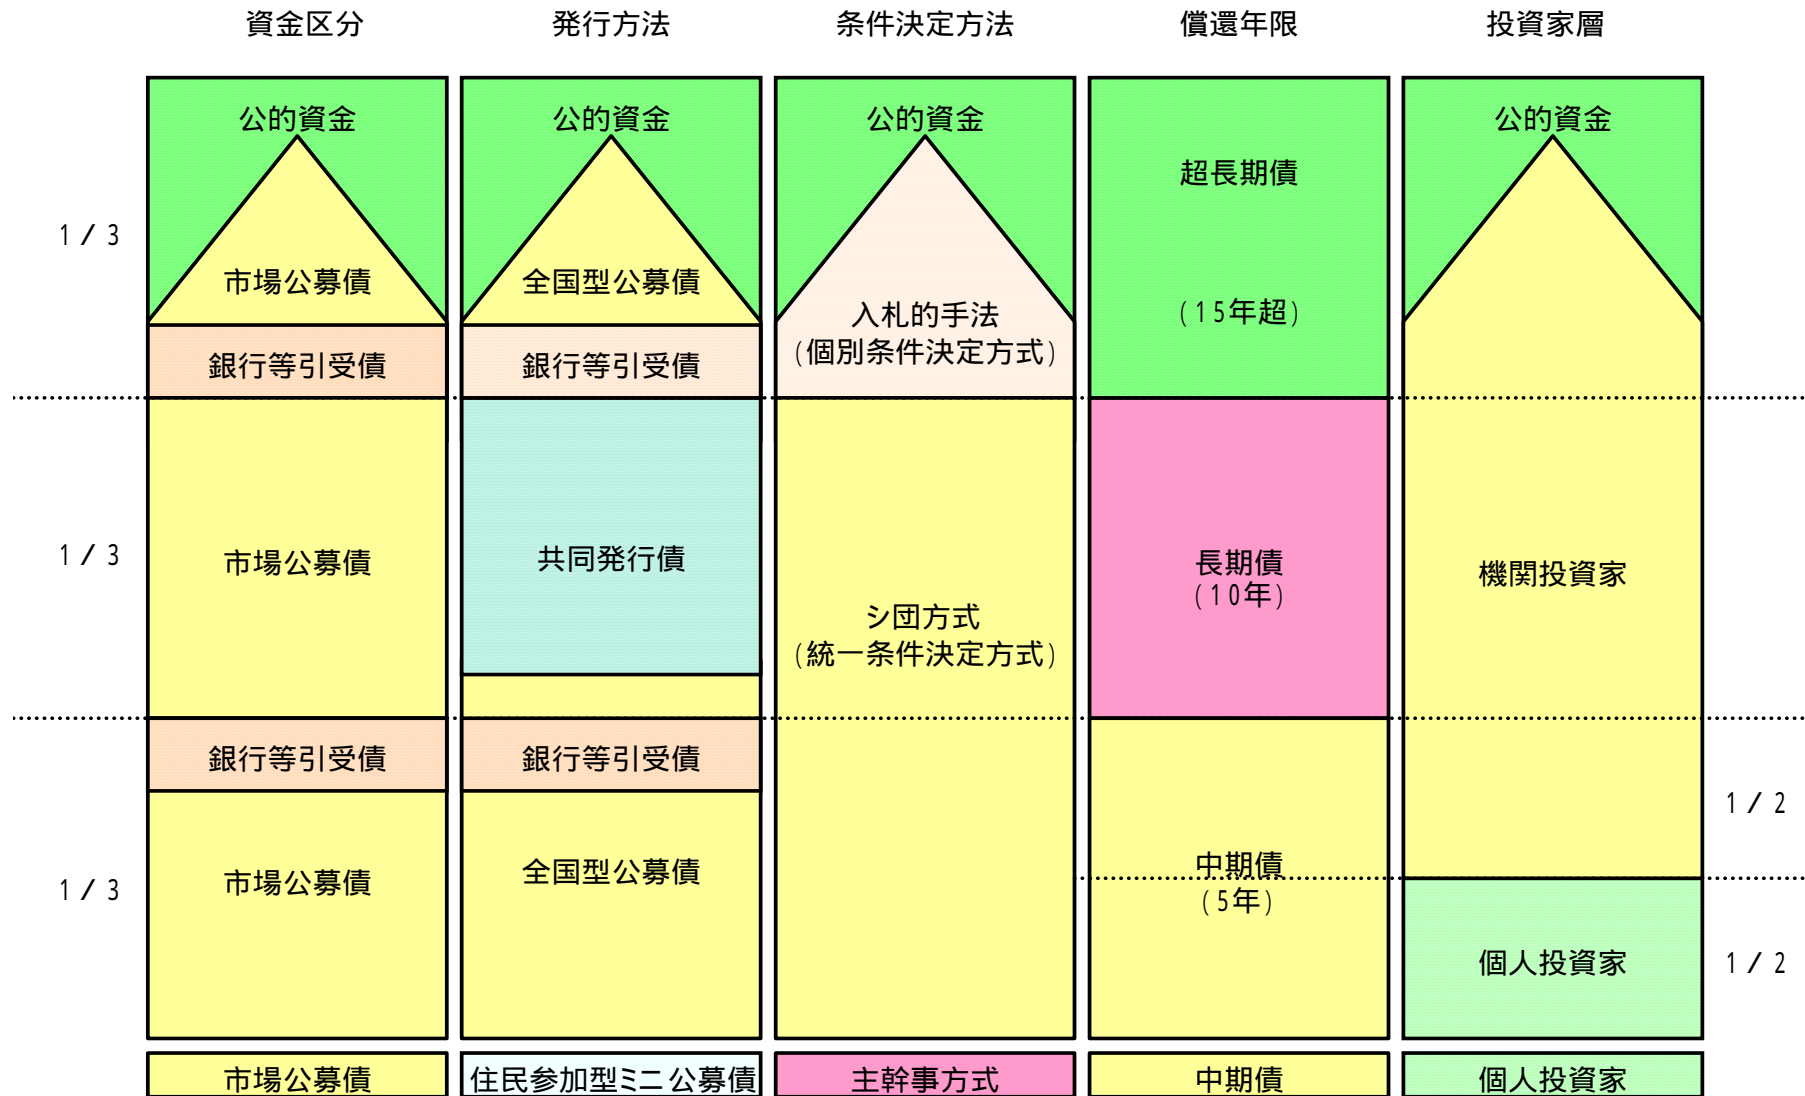 資金区分
発行方法
条件決定方法
償還年限
投資家層
公的資金
公的資金
公的資金
公的資金
超長期債
1/3
市場公募債
全国型公募債
入札的手法
(個別条件決定方式)
(15年超)
銀行等引受債
銀行等引受債
1/3
市場公募債
共同発行債
シ団方式
(統一条件決定方式)
長期債
(10年)
機関投資家
銀行等引受債
銀行等引受債
1/2
1/3
市場公募債
全国型公募債
中期債
(5年)
個人投資家
1/2
市場公募債
住民参加型ミニ公募債
主幹事方式
中期債
個人投資家